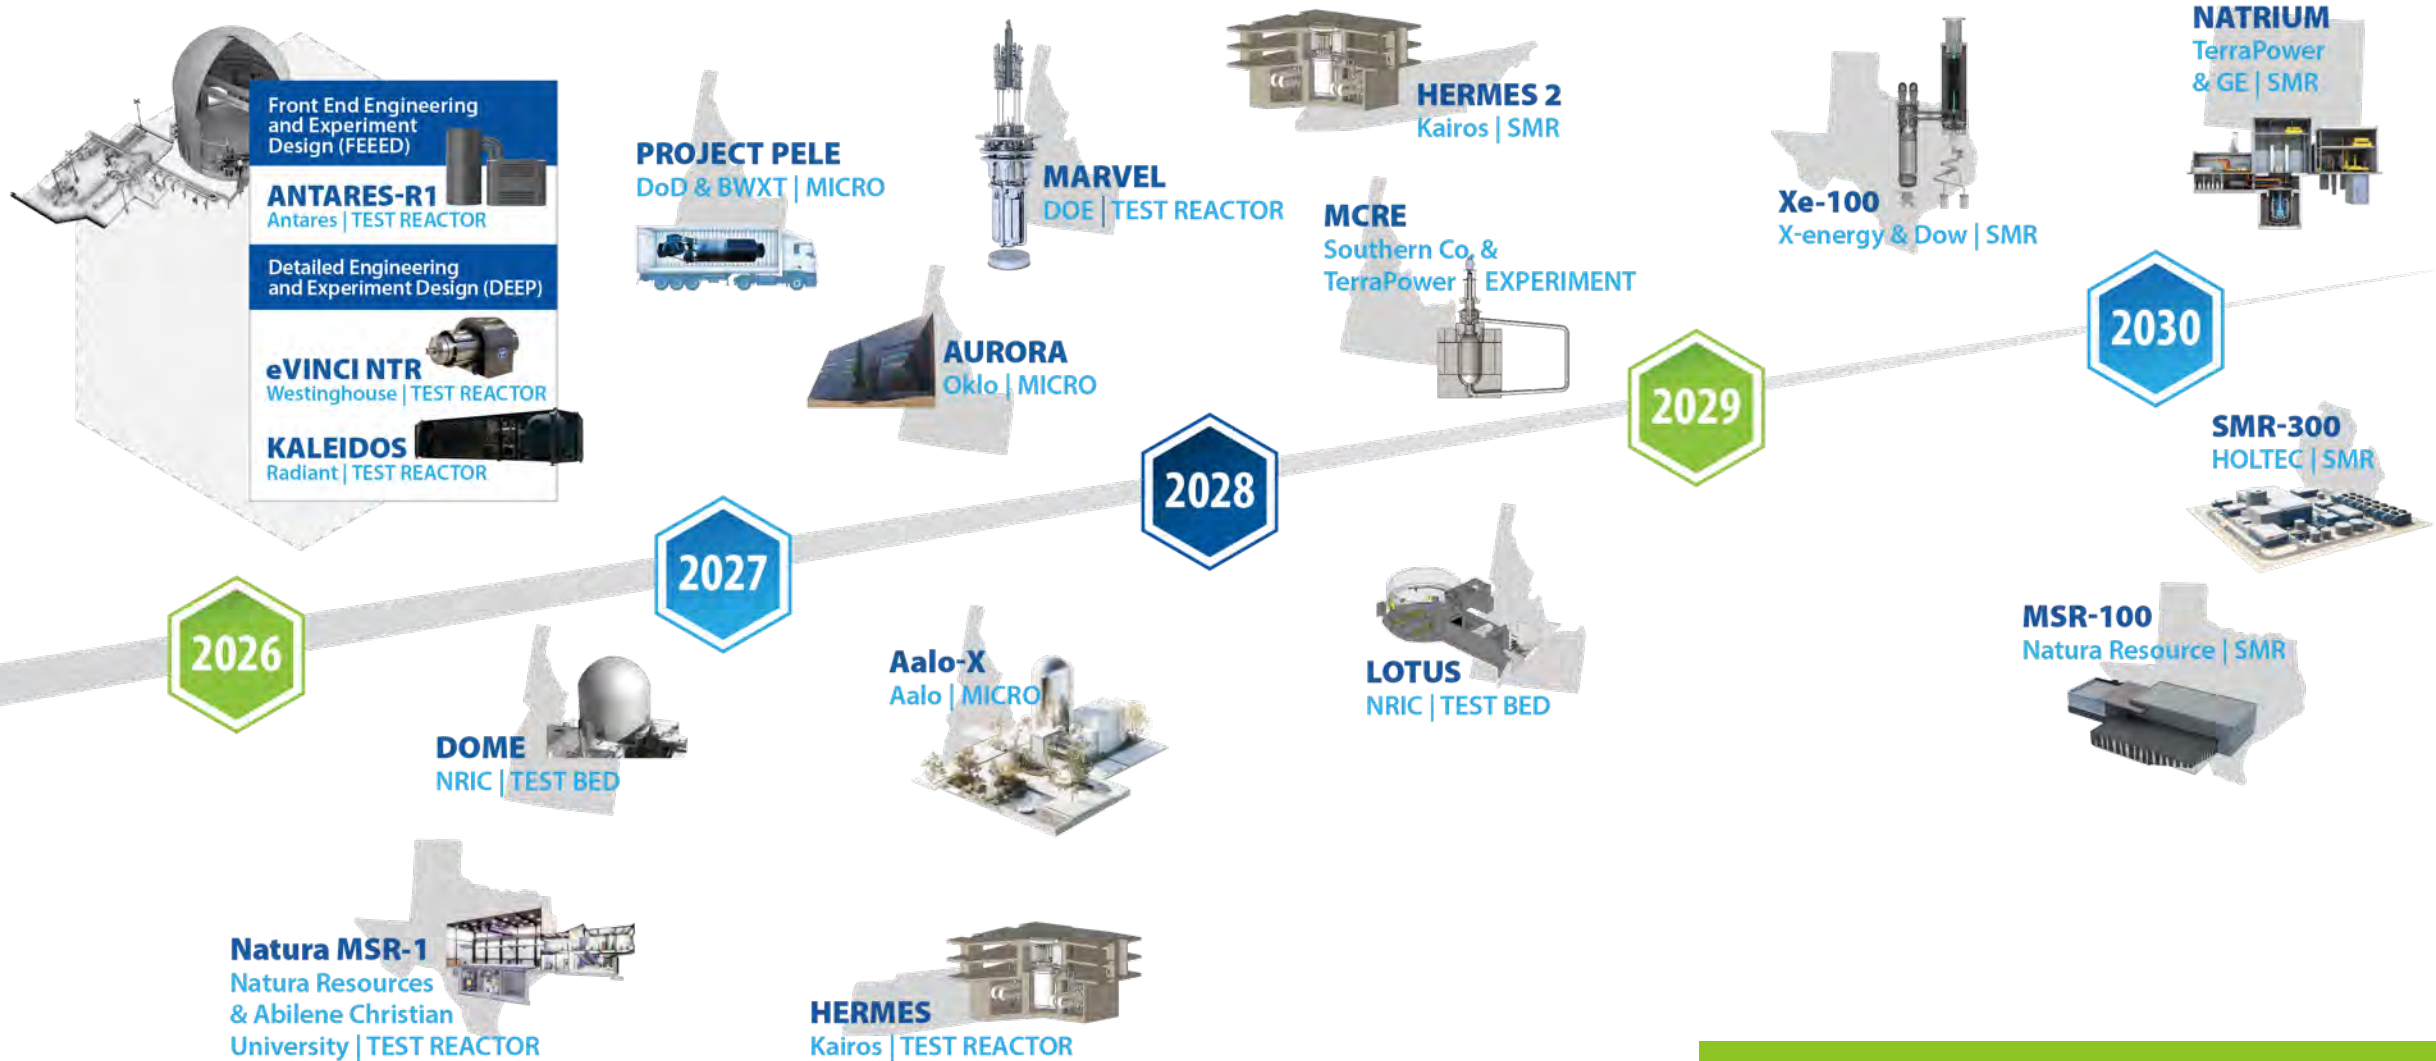 Front End Engineering
and Experiment
Design (FEEED)
ANTARES-R1
Antares | TEST REACTOR
Detailed Engineering
and Experiment Design (DEEP)
eVINCI NTR
Westinghouse | TEST REACTOR
KALEIDOS
Radiant | TEST REACTOR
PROJECT PELE
DoD & BWXT | MICRO
MARVEL
DOE | TEST REACTOR
AURORA
Oklo | MICRO
HERMES 2
Kairos | SMR
MCRE
Southern Co. &
TerraPower | EXPERIMENT
Xe-100
X-energy & Dow | SMR
NATRIUM
TerraPower
& GE | SMR
2026
2027
2028
2029
2030
DOME
NRIC | TEST BED
Natura MSR-1
Natura Resources
& Abilene Christian
University | TEST REACTOR
Aalo-X
Aalo | MICRO
HERMES
Kairos | TEST REACTOR
LOTUS
NRIC | TEST BED
SMR-300
HOLTEC | SMR
MSR-100
Natura Resource | SMR